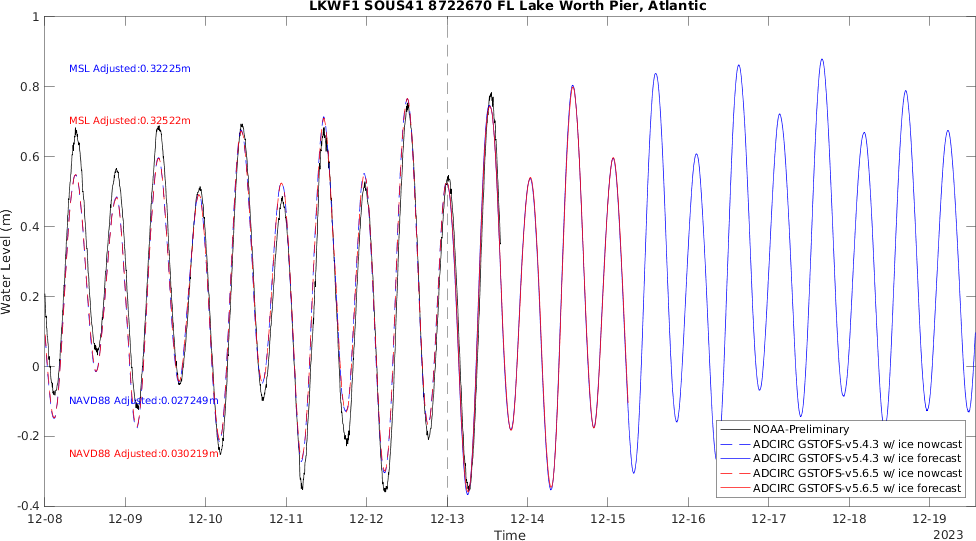 LKWF1 SOUS41 8722670 FL Lake Worth Pier, Atlantic
1
0.8
0.6
0.4
0.2
0
-0.2
-0.4
Water Level (m)
MSL Adjusted:0.32225m
MSL Adjusted:0.32522m
NAVD88 Adjusted:0.027249m
NAVD88 Adjusted:0.030219m
NOAA-Preliminary
ADCIRC GSTOFS-v5.4.3 w/ ice nowcast
ADCIRC GSTOFS-v5.4.3 w/ ice forecast
ADCIRC GSTOFS-v5.6.5 w/ ice nowcast
ADCIRC GSTOFS-v5.6.5 w/ ice forecast
12-08 12-09 12-10 12-11 12-12 12-13 12-14 12-15 12-16 12-17 12-18 12-19
Time
2023